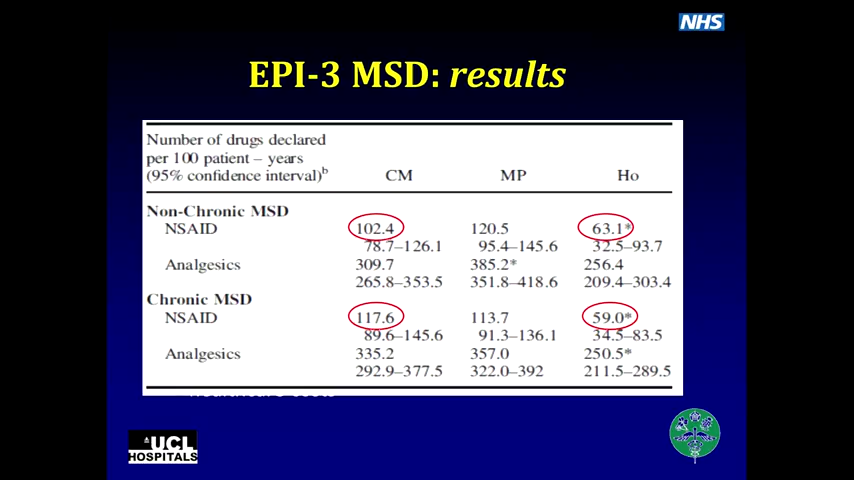 NHS
EPI-3 MSD: results
Number of drugs declared
per 100 patient – years
(95% confidence interval)b CM MP Ho
Non-Chronic MSD
NSAID 102.4 120.5 63.1*
78.7–126.1 95.4–145.6 32.5–93.7
Analgesics 309.7 385.2* 256.4
265.8–353.5 351.8–418.6 209.4–303.4
Chronic MSD
NSAID 117.6 113.7 59.0*
89.6–145.6 91.3–136.1 34.5–83.5
Analgesics 335.2 357.0 250.5*
292.9–377.5 322.0–392 211.5–289.5
UCL
HOSPITALS